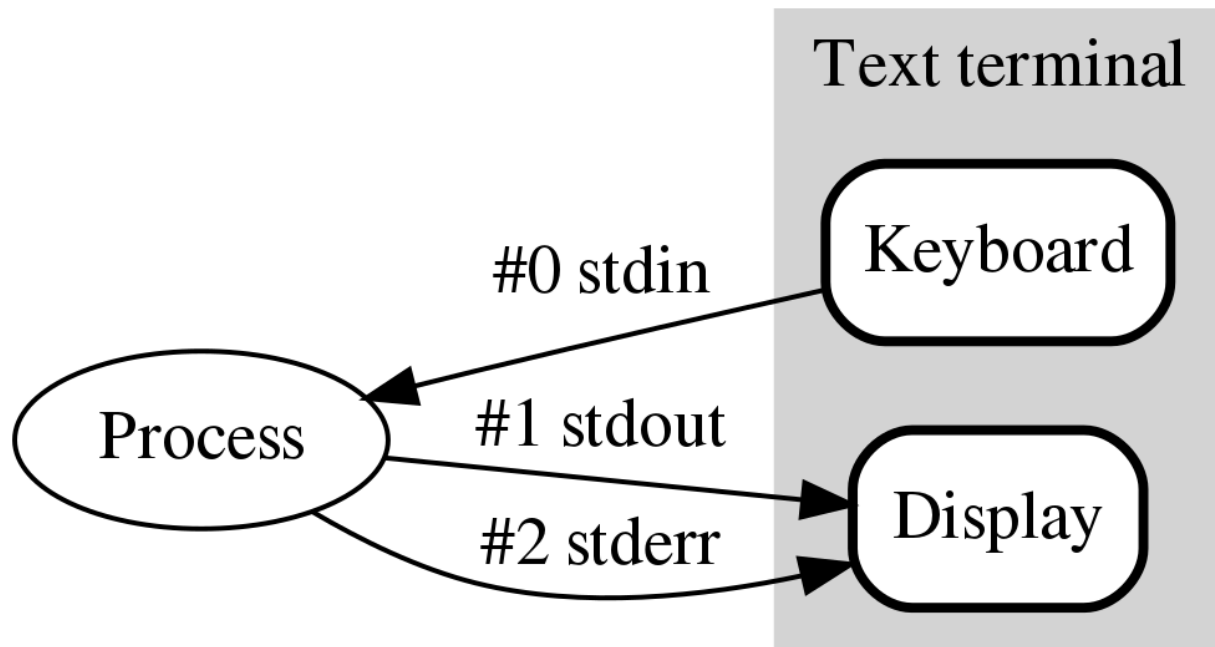 Text terminal
Keyboard
#0 stdin
Process
#1 stdout
Display
#2 stderr